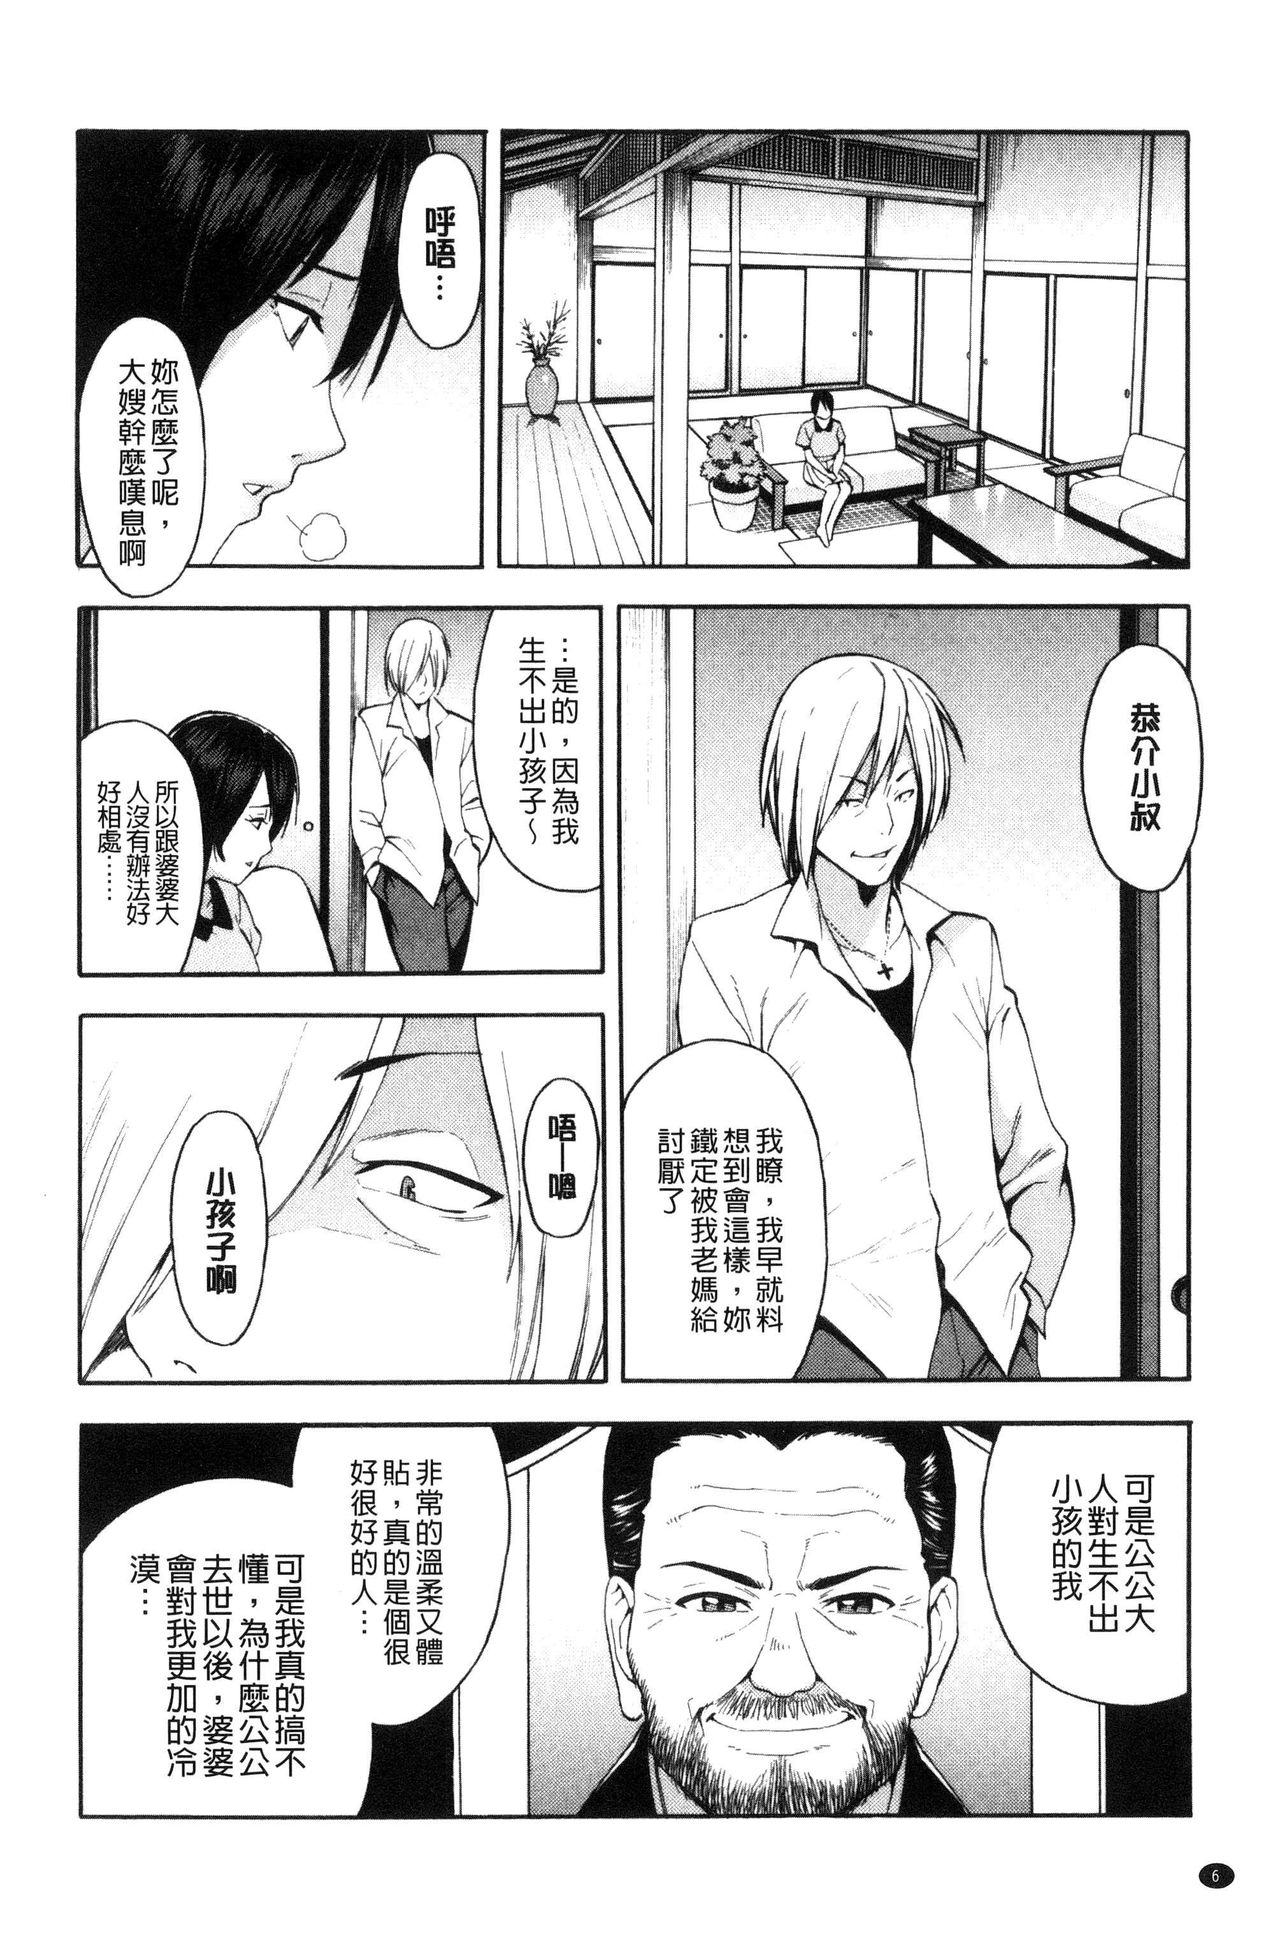 呼唔…
妳怎麼了呢，
大嫂幹麼嘆息啊
恭介小叔
我瞭，我早就料
想到會這樣，妳
鐵定被我老媽給
討厭了
…是的，因為我
生不出小孩子～
所以跟婆婆大
人沒有辦法好
好相處……
唔—嗯
小孩子啊
可是公公大
人對生不出
小孩的我
非常的溫柔又體
貼，真的是個很
好很好的人…
可是我真的搞不
懂，為什麼公公
去世以後，婆婆
會對我更加的冷
漠…
6